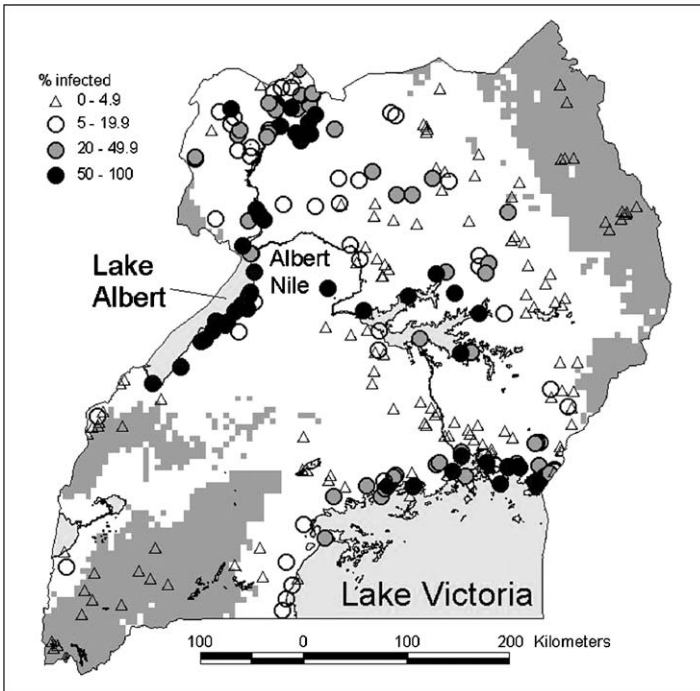 % infected
0 - 4.9
5 - 19.9
20 - 49.9
50 - 100
Albert
Nile
Lake
Albert
Lake Victoria
100 0 100 200 Kilometers